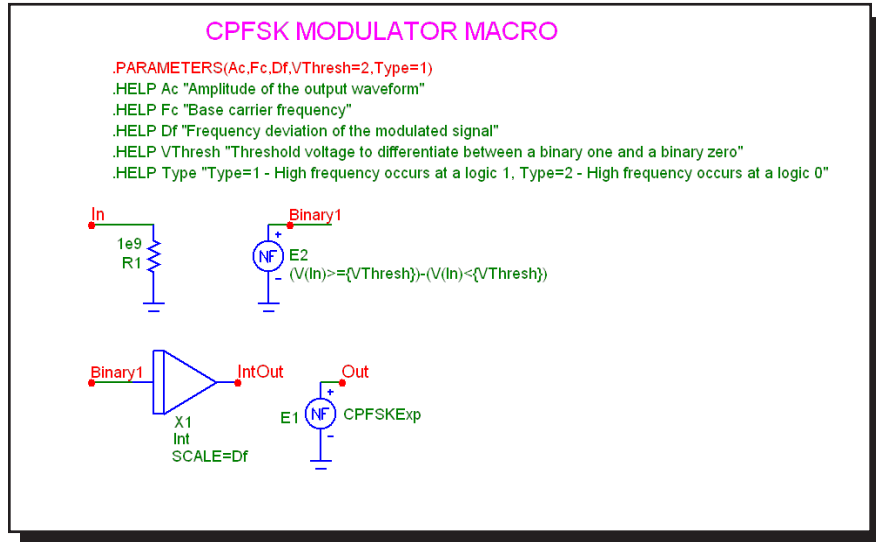 CPFSK MODULATOR MACRO
.PARAMETERS(Ac,Fc,Df,VThresh=2,Type=1)
.HELP Ac "Amplitude of the output waveform"
.HELP Fc "Base carrier frequency"
.HELP Df "Frequency deviation of the modulated signal"
.HELP VThresh "Threshold voltage to differentiate between a binary one and a binary zero"
.HELP Type "Type=1 - High frequency occurs at a logic 1, Type=2 - High frequency occurs at a logic 0"
In
1e9
R1
Binary1
+
NF
E2
-
(V(In)>={VThresh})-(V(In)<{VThresh})
Binary1
IntOut
X1
Int
SCALE=Df
Out
+
E1
NF
CPFSKExp
-